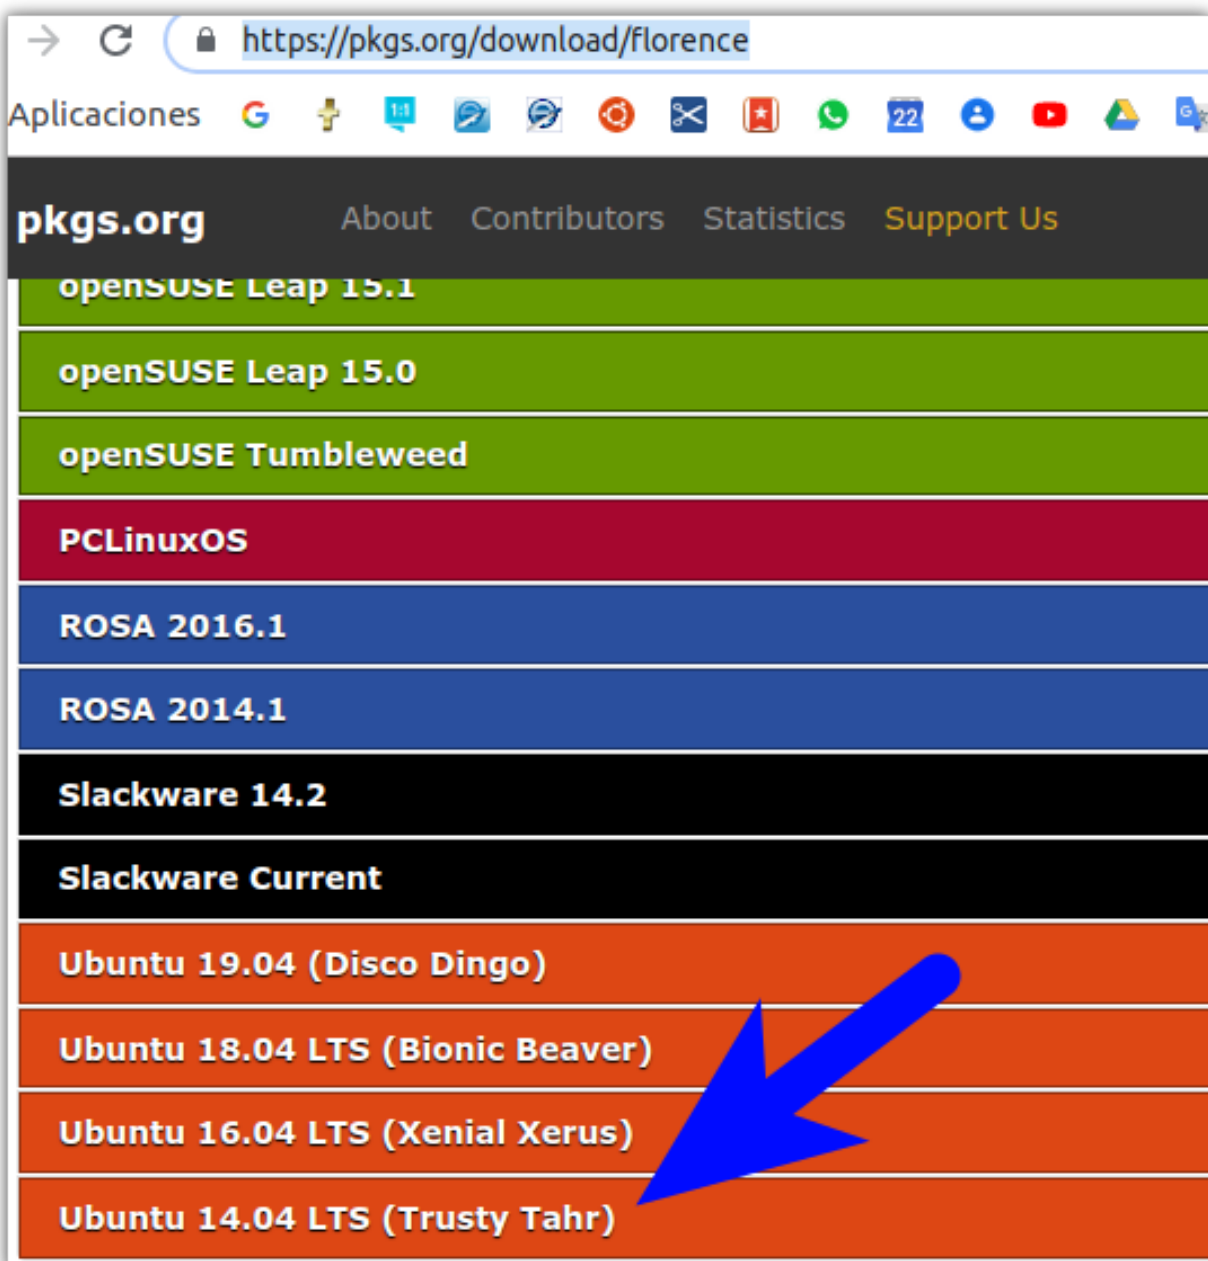 https://pkgs.org/download/florence
Aplicaciones
1:1
22
G
pkgs.org About Contributors Statistics Support Us
openSUSE Leap 15.1
openSUSE Leap 15.0
openSUSE Tumbleweed
PCLinuxOS
ROSA 2016.1
ROSA 2014.1
Slackware 14.2
Slackware Current
Ubuntu 19.04 (Disco Dingo)
Ubuntu 18.04 LTS (Bionic Beaver)
Ubuntu 16.04 LTS (Xenial Xerus)
Ubuntu 14.04 LTS (Trusty Tahr)